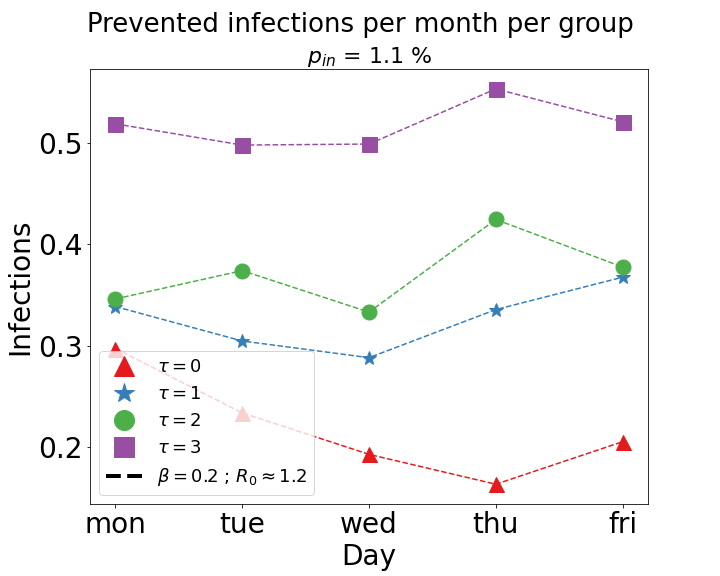 Prevented infections per month per group
p_in = 1.1 %
0.5
0.4
0.3
0.2
Infections
τ = 0
τ = 1
τ = 2
τ = 3
β = 0.2 ; R₀ ≈ 1.2
mon tue wed thu fri
Day